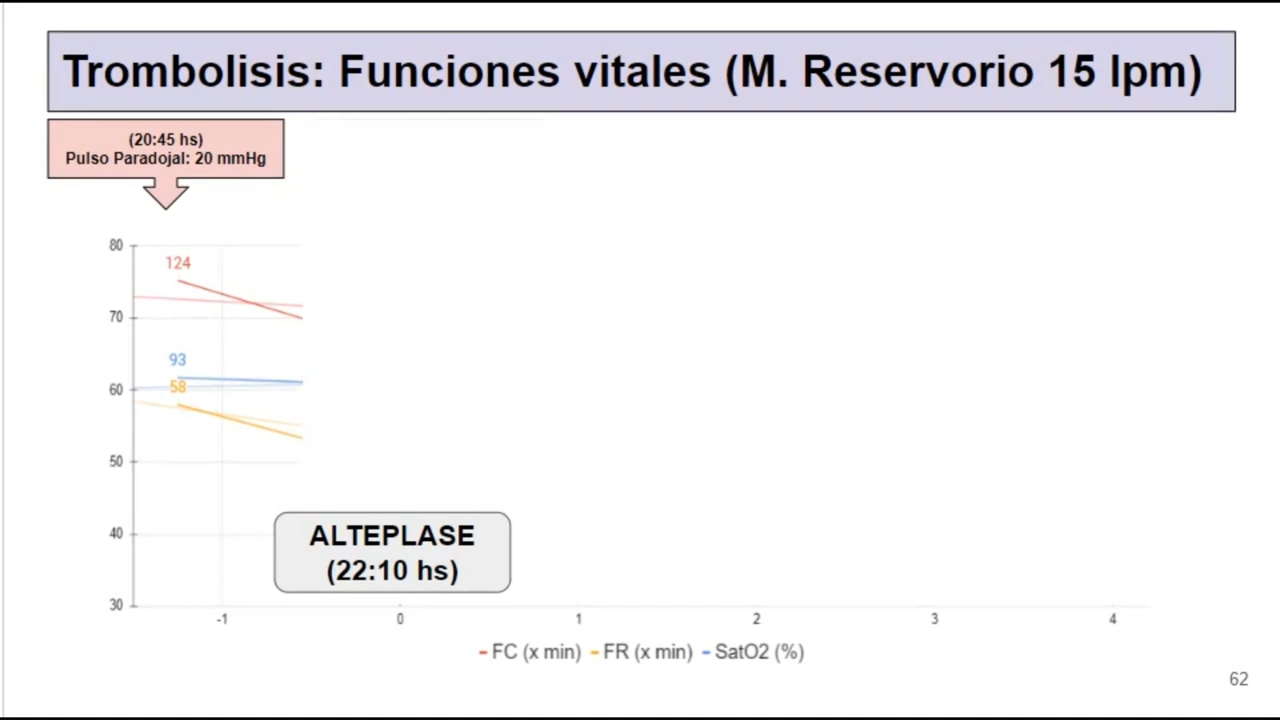 Trombolisis: Funciones vitales (M. Reservorio 15 lpm)
(20:45 hs)
Pulso Paradojal: 20 mmHg
80
124
70
93
60
58
50
40
ALTEPLASE
(22:10 hs)
30
-1 0 1 2 3 4
FC (x min) FR (x min) SatO2 (%)
62